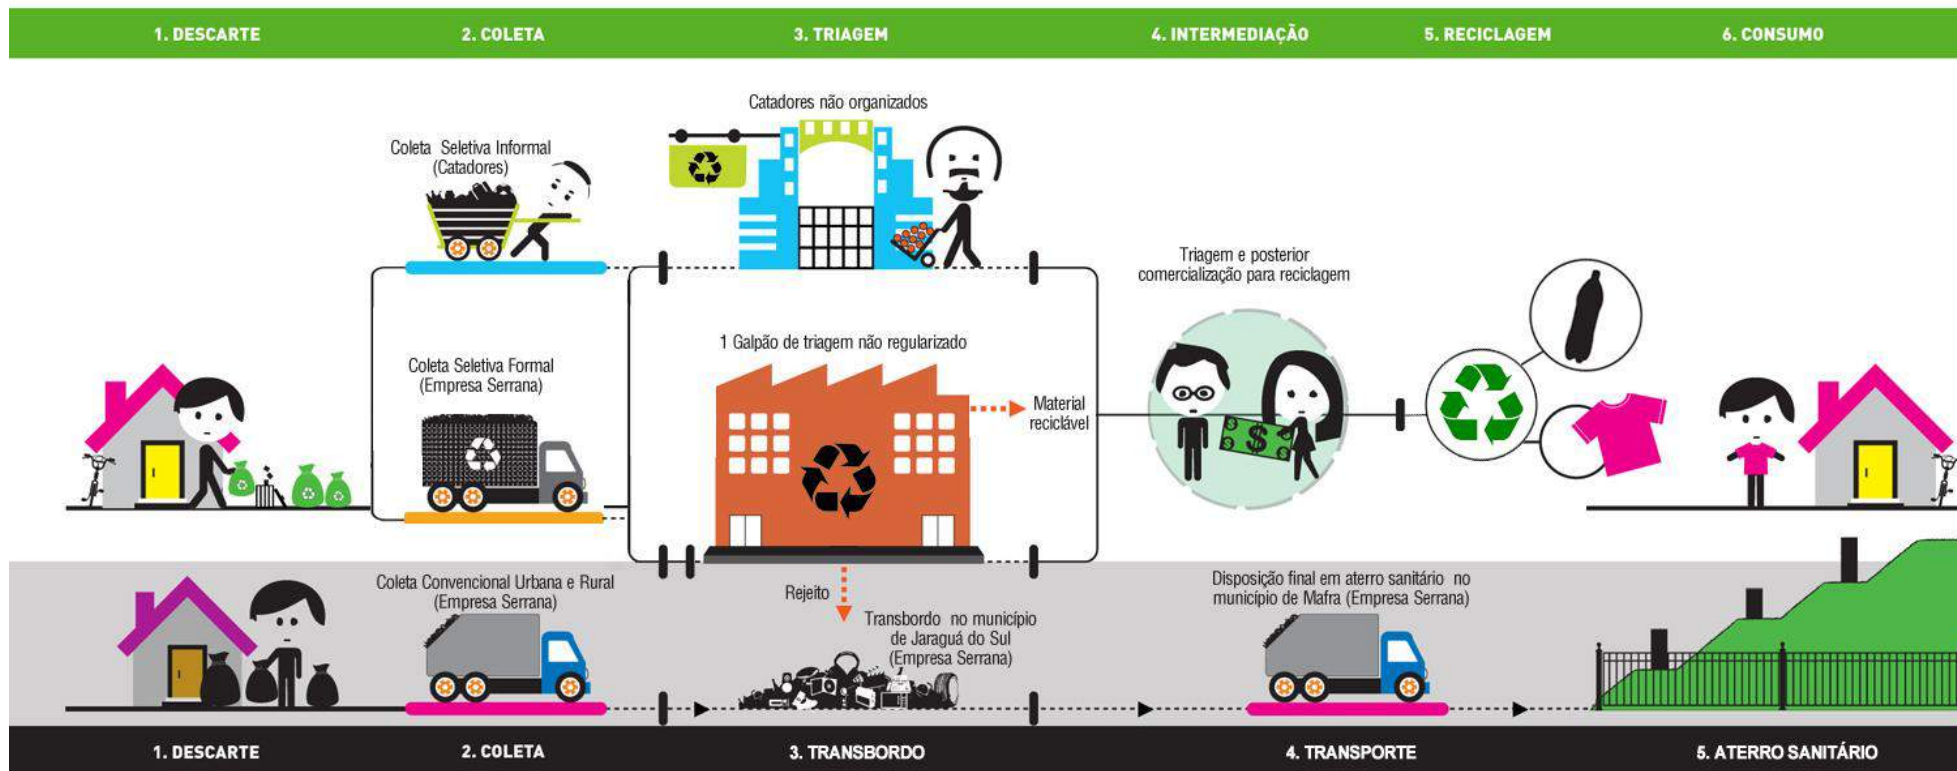 1. DESCARTE
2. COLETA
3. TRIAGEM
4. INTERMEDIAÇÃO
5. RECICLAGEM
6. CONSUMO
Catadores não organizados
Coleta Seletiva Informal
(Catadores)
Triagem e posterior
comercialização para reciclagem
1 Galpão de triagem não regularizado
Coleta Seletiva Formal
(Empresa Serrana)
Material
reciclável
$ $ $ $ $
Coleta Convencional Urbana e Rural
(Empresa Serrana)
Rejeito
Transbordo no município
de Jaraguá do Sul
(Empresa Serrana)
Disposição final em aterro sanitário no
município de Mafra (Empresa Serrana)
1. DESCARTE
2. COLETA
3. TRANSBORDO
4. TRANSPORTE
5. ATERRO SANITÁRIO